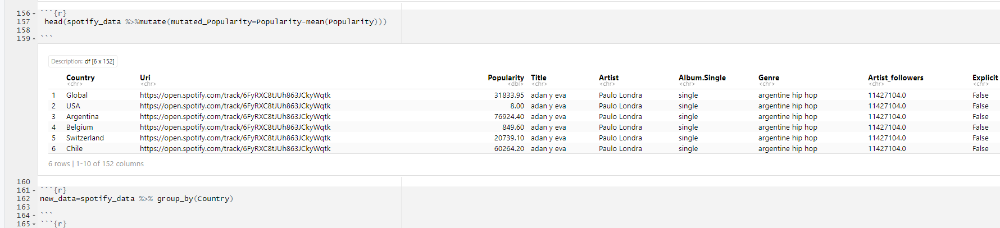 156 ```{r}
157 head(spotify_data %>%mutate(mutated_Popularity=Popularity-mean(Popularity)))
158
159 ```
Description: df [6 x 152]
Country Uri Popularity Title Artist Album.Single Genre Artist_followers Explicit
<chr> <chr> <dbl> <chr> <chr> <chr> <chr> <chr> <chr>
1 Global https://open.spotify.com/track/6FyRXC8tJUh863JCkyWqtk 31833.95 adan y eva Paulo Londra single argentine hip hop 11427104.0 False
2 USA https://open.spotify.com/track/6FyRXC8tJUh863JCkyWqtk 8.00 adan y eva Paulo Londra single argentine hip hop 11427104.0 False
3 Argentina https://open.spotify.com/track/6FyRXC8tJUh863JCkyWqtk 76924.40 adan y eva Paulo Londra single argentine hip hop 11427104.0 False
4 Belgium https://open.spotify.com/track/6FyRXC8tJUh863JCkyWqtk 849.60 adan y eva Paulo Londra single argentine hip hop 11427104.0 False
5 Switzerland https://open.spotify.com/track/6FyRXC8tJUh863JCkyWqtk 20739.10 adan y eva Paulo Londra single argentine hip hop 11427104.0 False
6 Chile https://open.spotify.com/track/6FyRXC8tJUh863JCkyWqtk 60264.20 adan y eva Paulo Londra single argentine hip hop 11427104.0 False
6 rows | 1-10 of 152 columns
160
161 ```{r}
162 new_data=spotify_data %>% group_by(Country)
163
164 ```
165 ```{r}